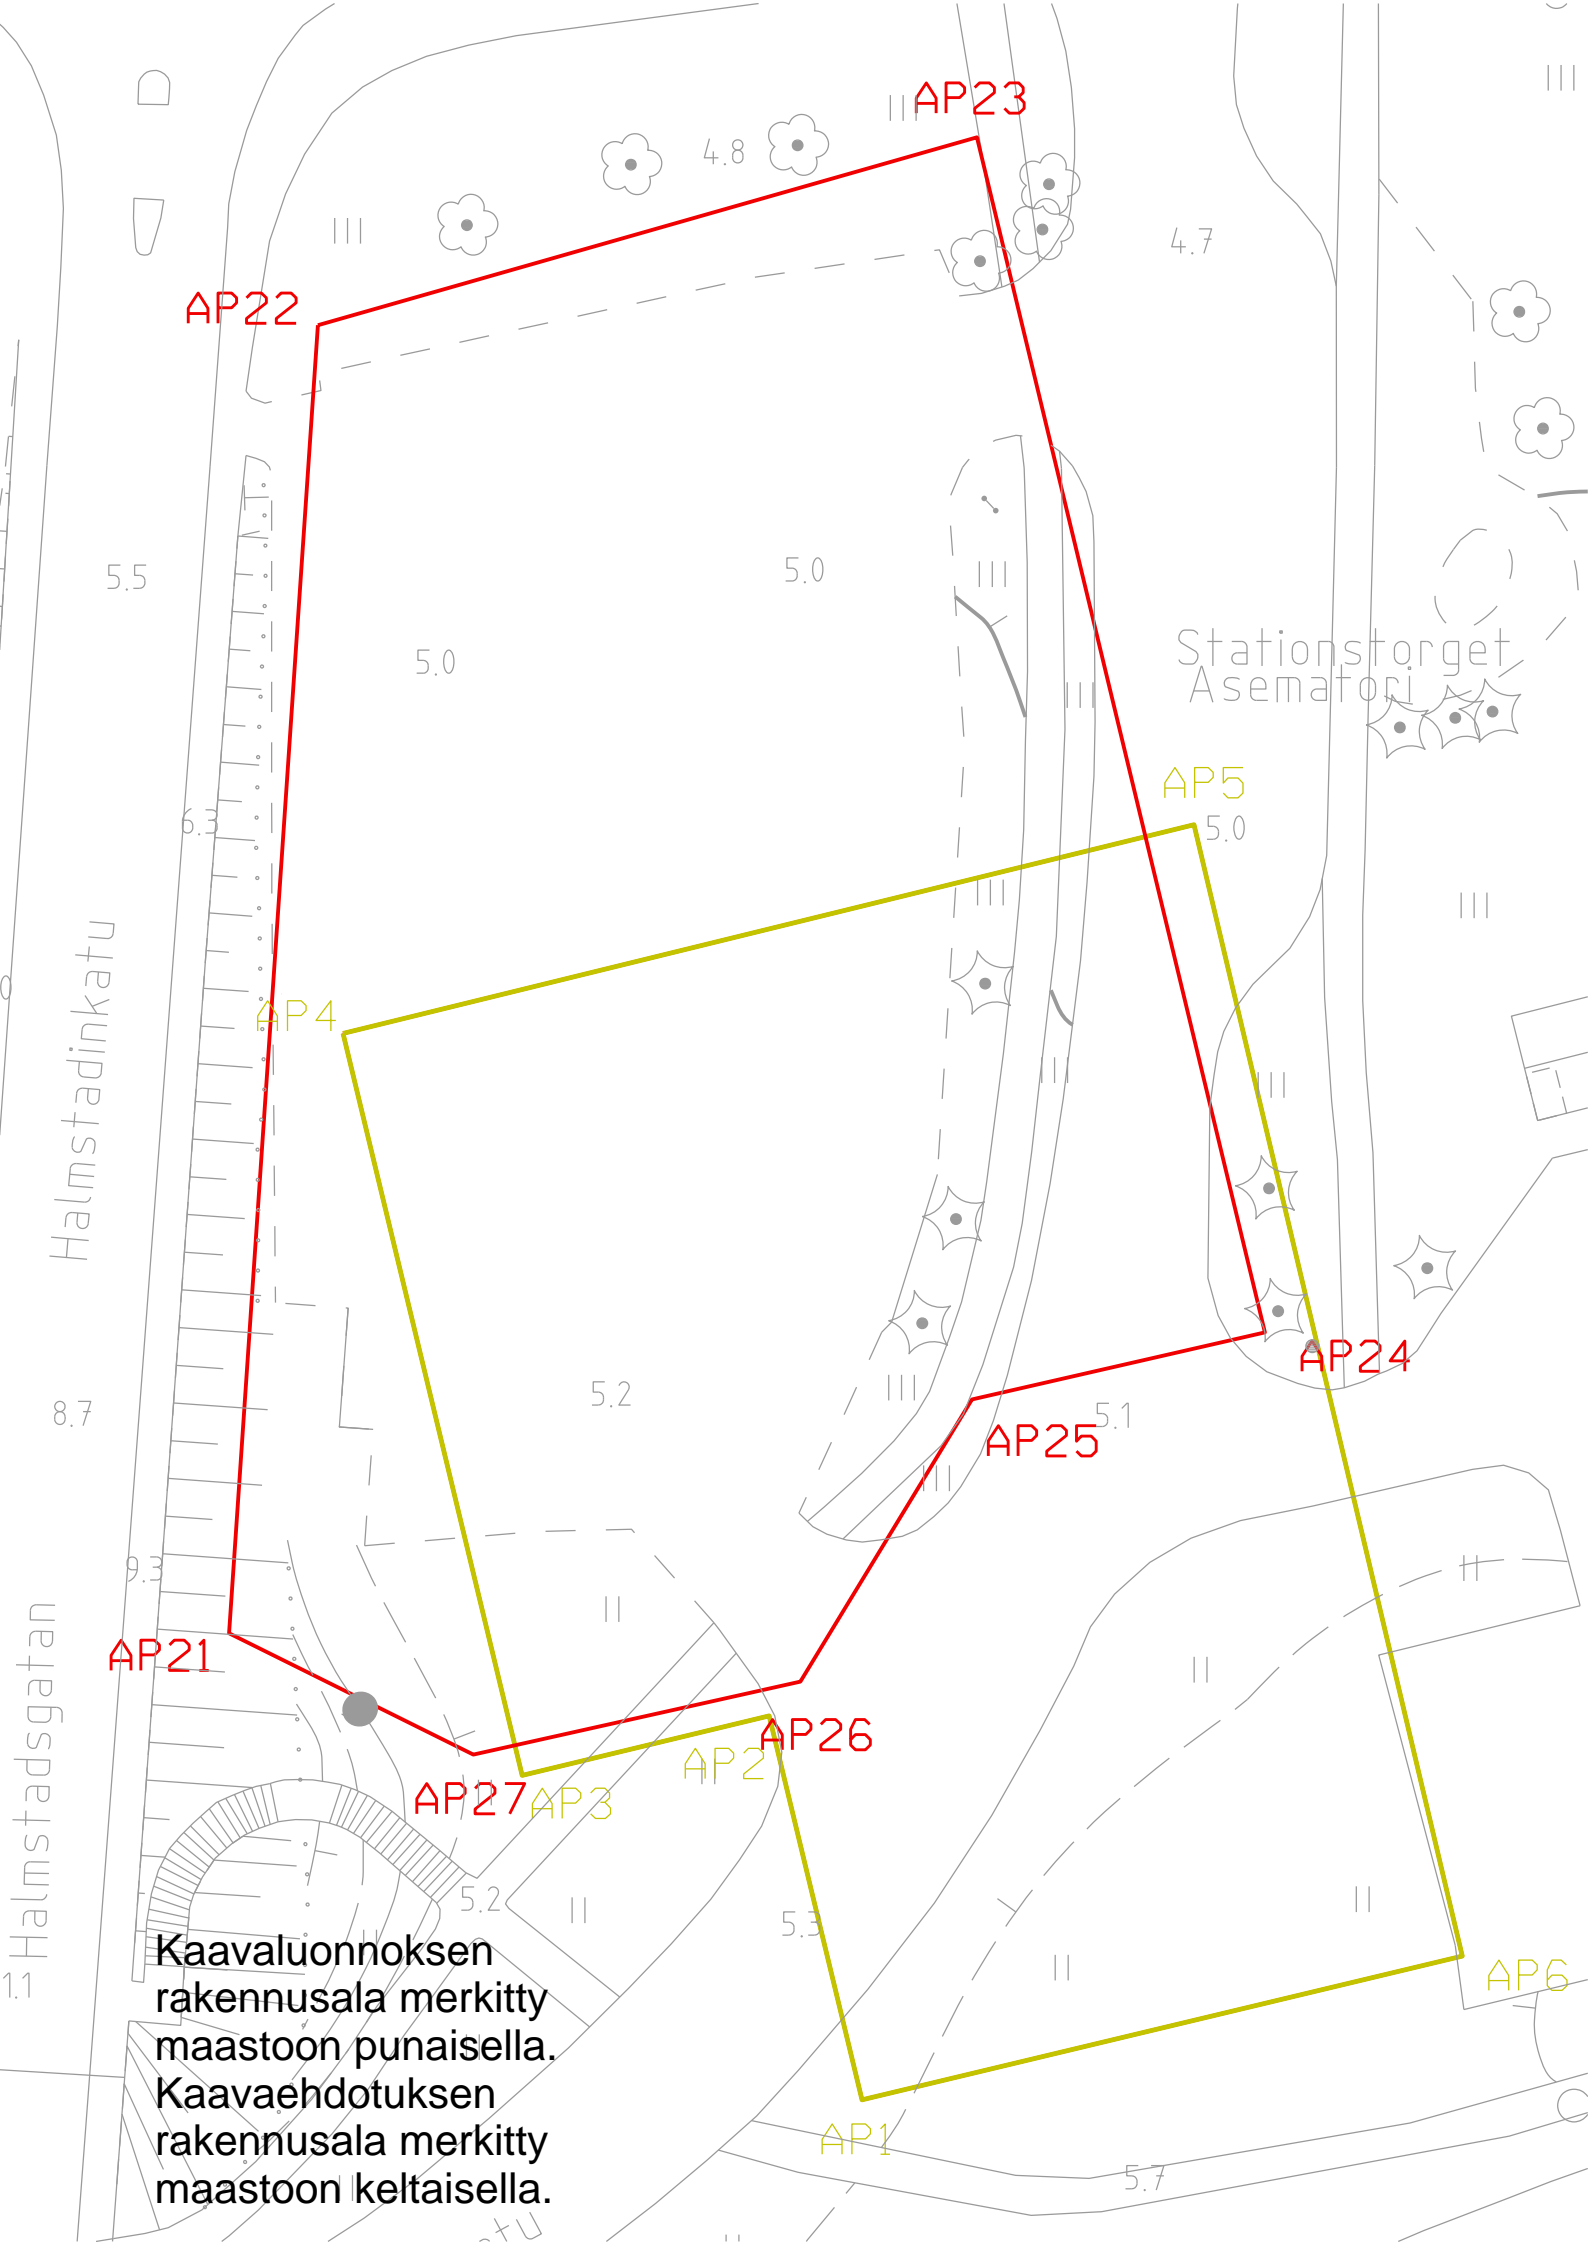 AP23
4.8
4.7
AP22
5.5
5.0
5.0
Stationstorget
Asematori
AP5
5.0
6.3
Halmstadinkatu
AP4
5.2
8.7
AP24
5.1
AP25
9.3
AP21
Halmstadsgatan
AP26
AP2
AP27
AP3
5.2
5.3
AP6
AP1
5.7
Kaavaluonnoksen
rakennusala merkitty
maastoon punaisella.
Kaavaehdotuksen
rakennusala merkitty
maastoon keltaisella.